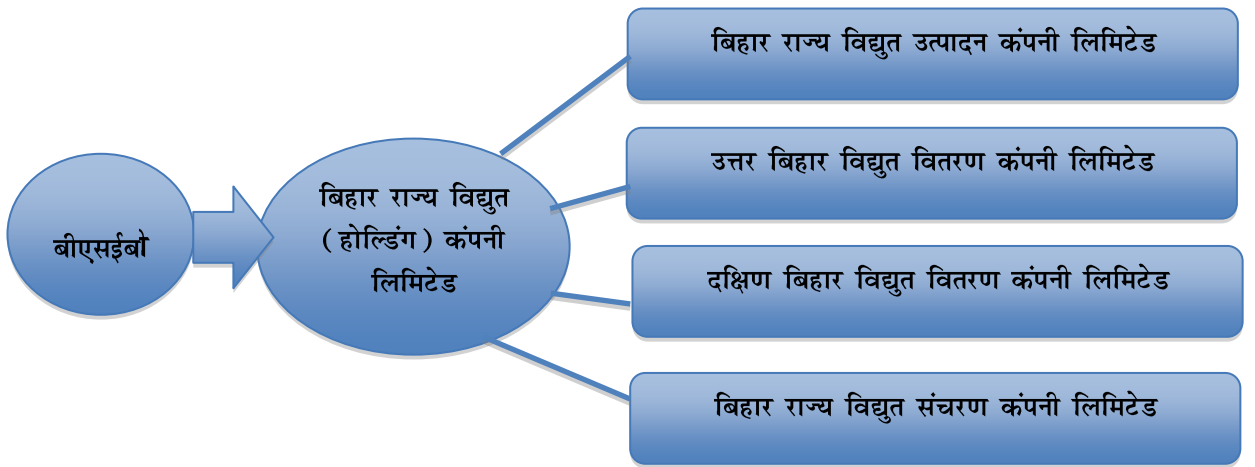 बीएसईबो
बिहार राज्य विद्युत
(होल्डिंग) कंपनी
लिमिटेड
बिहार राज्य विद्युत उत्पादन कंपनी लिमिटेड
उत्तर बिहार विद्युत वितरण कंपनी लिमिटेड
दक्षिण बिहार विद्युत वितरण कंपनी लिमिटेड
बिहार राज्य विद्युत संचरण कंपनी लिमिटेड